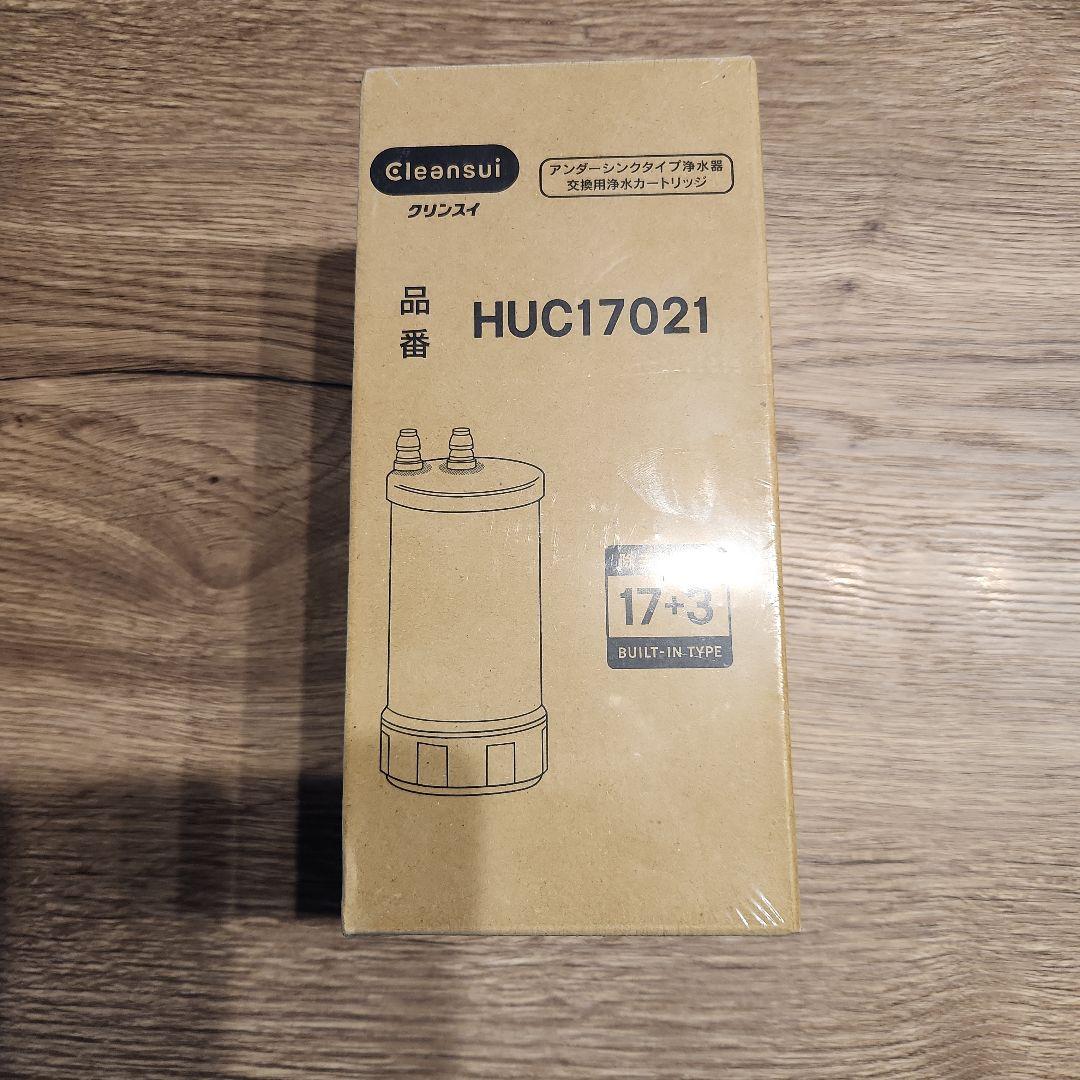 Cleansui
クリンスイ
アンダーシンクタイプ浄水器
交換用浄水カートリッジ
品番
HUC17021
17+3
BUILT-IN TYPE